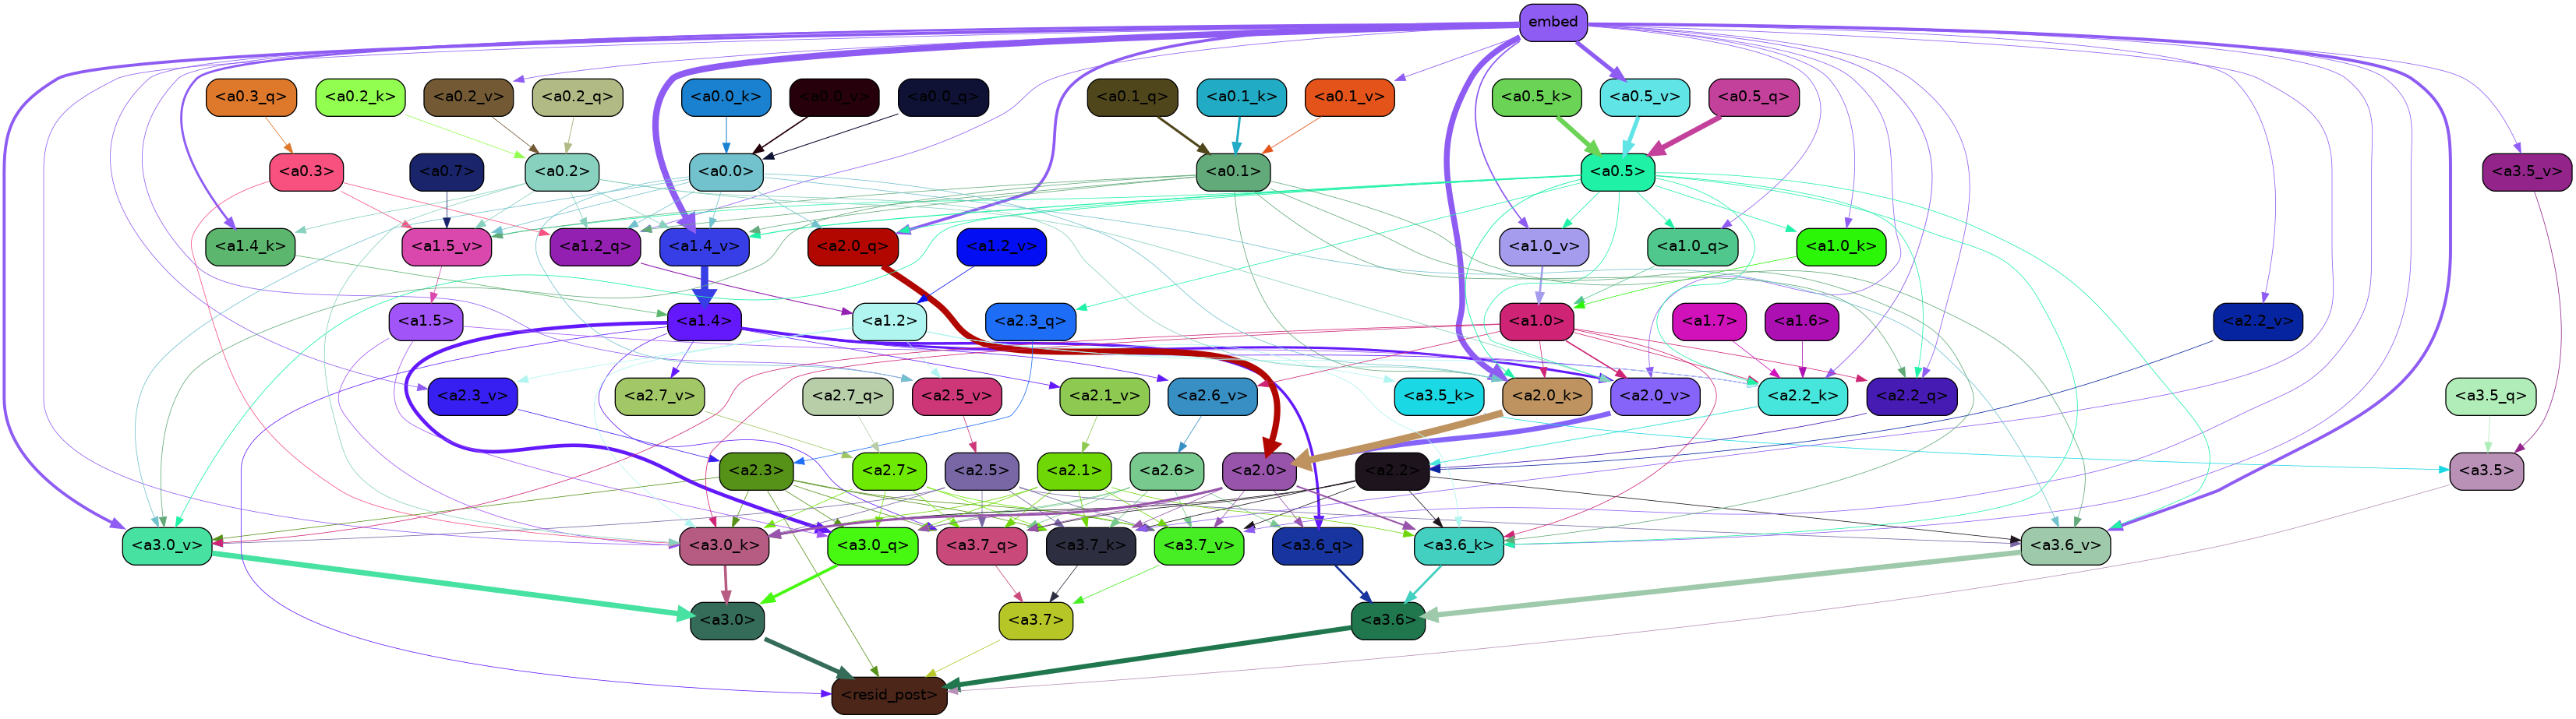 embed
<a0.3_q> <a0.2_k> <a0.2_v> <a0.2_q> <a0.0_k> <a0.0_v> <a0.0_q> <a0.1_q> <a0.1_k> <a0.1_v> <a0.5_k> <a0.5_v> <a0.5_q>
<a0.3> <a0.7> <a0.2> <a0.0> <a0.1> <a0.5> <a3.5_v>
<a1.4_k> <a1.5_v> <a1.2_q> <a1.4_v> <a2.0_q> <a1.2_v> <a1.0_v> <a1.0_q> <a1.0_k>
<a1.5> <a1.4> <a1.2> <a2.3_q> <a1.0> <a1.7> <a1.6> <a2.2_v>
<a2.3_v> <a2.7_v> <a2.7_q> <a2.5_v> <a2.1_v> <a2.6_v> <a3.5_k> <a2.0_k> <a2.0_v> <a2.2_k> <a2.2_q> <a3.5_q>
<a2.3> <a2.7> <a2.5> <a2.1> <a2.6> <a2.0> <a2.2> <a3.5>
<a3.0_v> <a3.0_k> <a3.0_q> <a3.7_q> <a3.7_k> <a3.7_v> <a3.6_q> <a3.6_k> <a3.6_v>
<a3.0> <a3.7> <a3.6>
<resid_post>